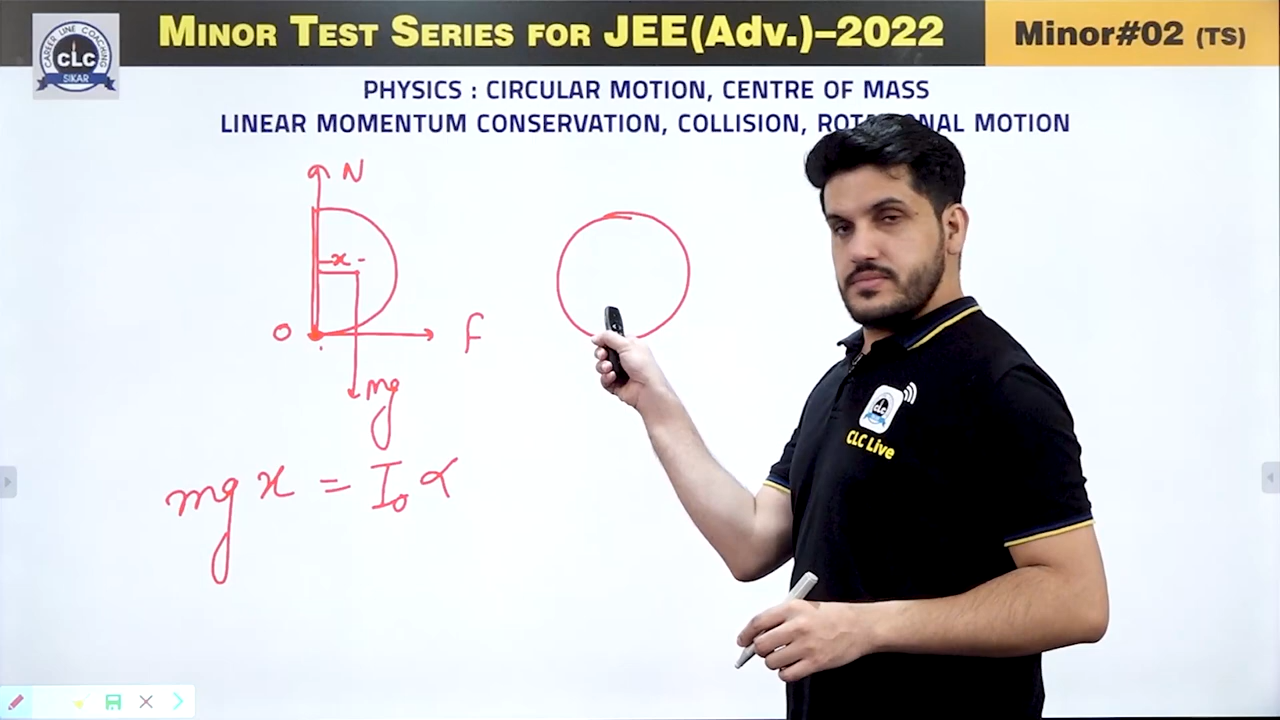 MINOR TEST SERIES FOR JEE(Adv.)–2022
Minor#02 (TS)
CAREER LINE COACHING
CLC
SIKAR
PHYSICS : CIRCULAR MOTION, CENTRE OF MASS
LINEAR MOMENTUM CONSERVATION, COLLISION, ROT NAL MOTION
N
x
O
f
mg
mg x = I₀ α
CLC
CLC Live